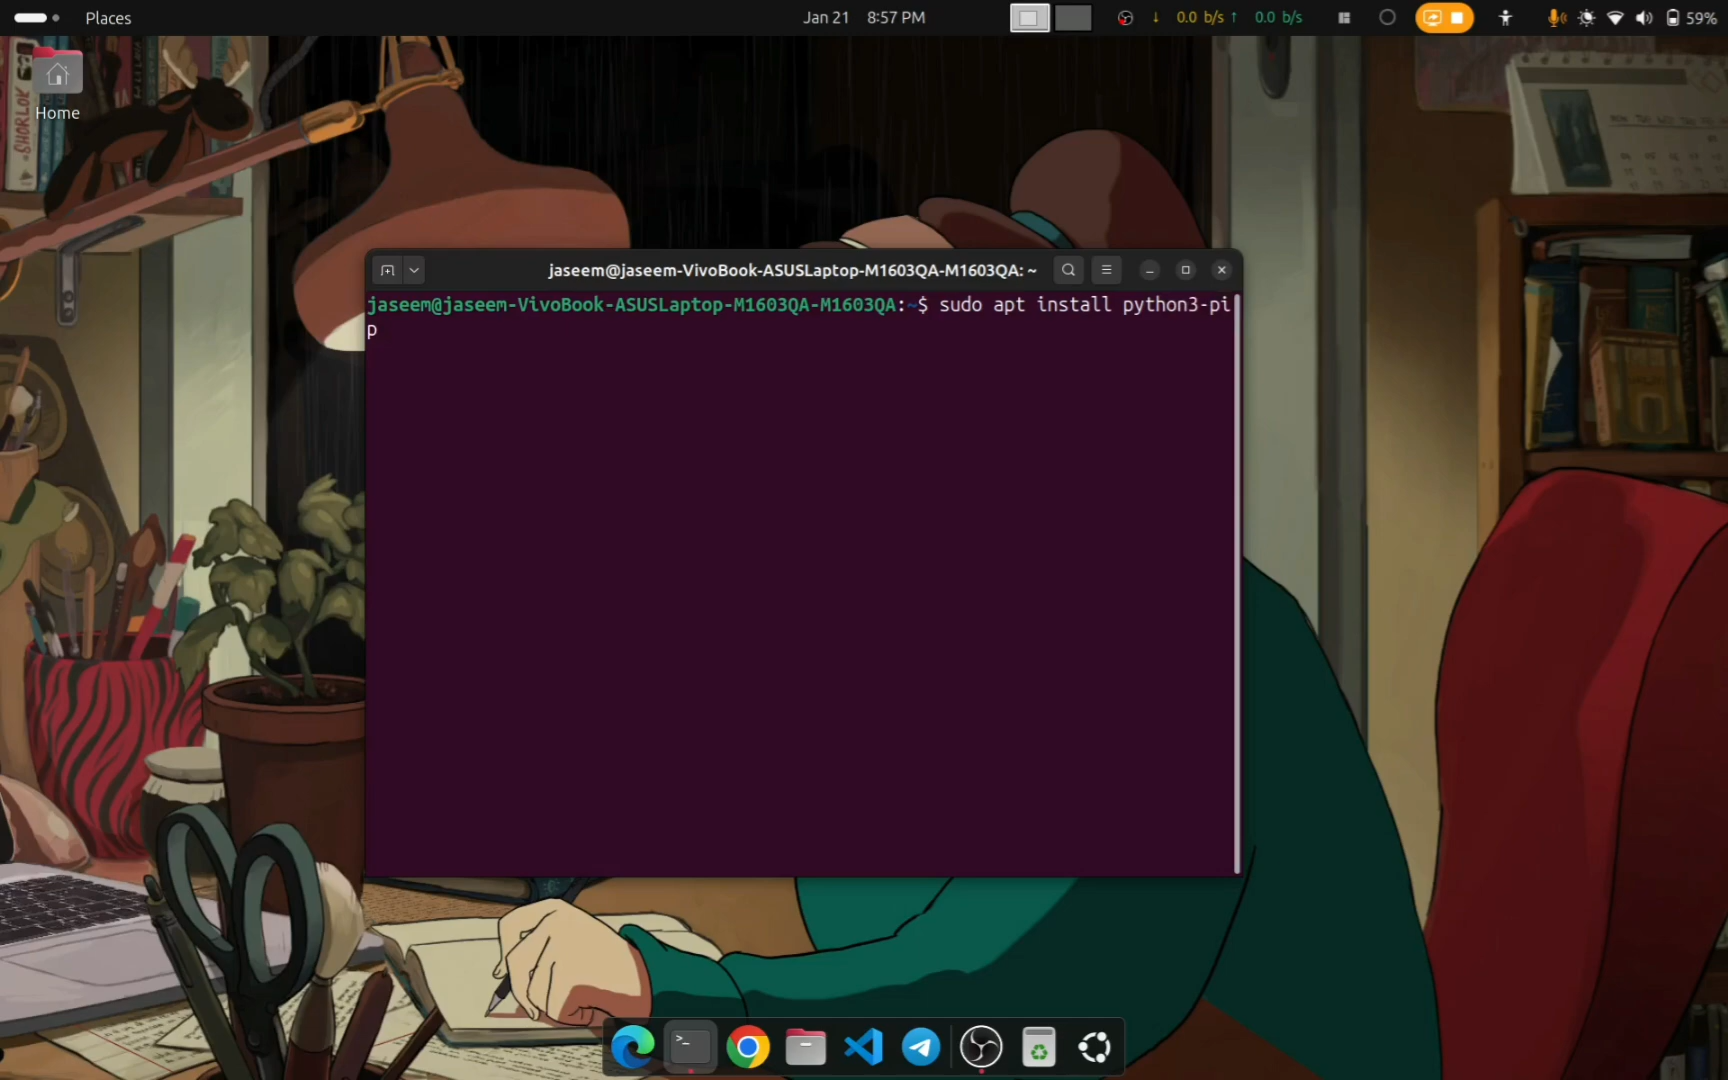 Places
Jan 21 8:57 PM
↓ 0.0 b/s ↑ 0.0 b/s
59%
Home
SHORLOK
jaseem@jaseem-VivoBook-ASUSLaptop-M1603QA-M1603QA: ~
jaseem@jaseem-VivoBook-ASUSLaptop-M1603QA-M1603QA:~$ sudo apt install python3-pi
p